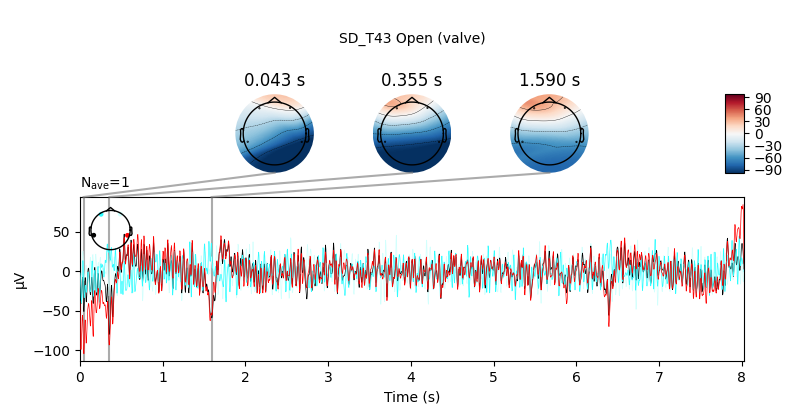 SD_T43 Open (valve)
0.043 s 0.355 s 1.590 s
90
60
30
0
−30
−60
−90
Nave=1
50
0
−50
−100
µV
0 1 2 3 4 5 6 7 8
Time (s)